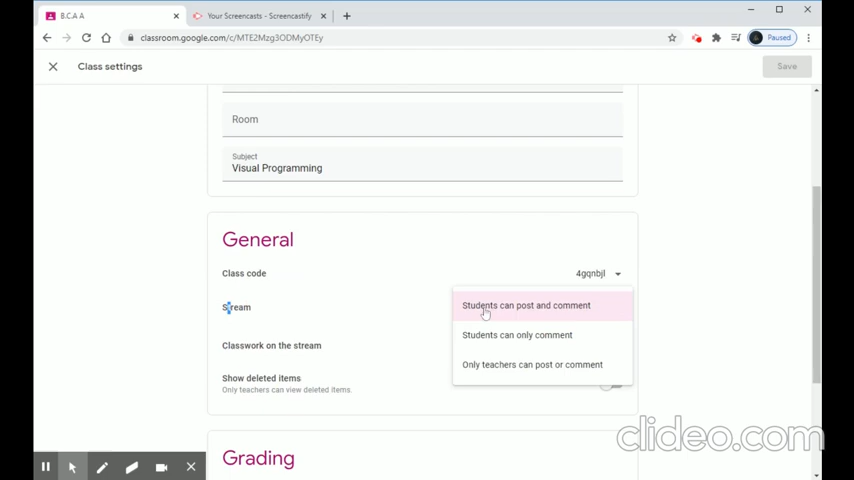 B.C.A A
Your Screencasts - Screencastify
classroom.google.com/c/MTE2Mzg3ODMyOTEy
Paused
Class settings
Save
Room
Subject
Visual Programming
General
Class code
4gqnbjl
Stream
Students can post and comment
Students can only comment
Classwork on the stream
Only teachers can post or comment
Show deleted items
Only teachers can view deleted items.
Grading
clideo.com